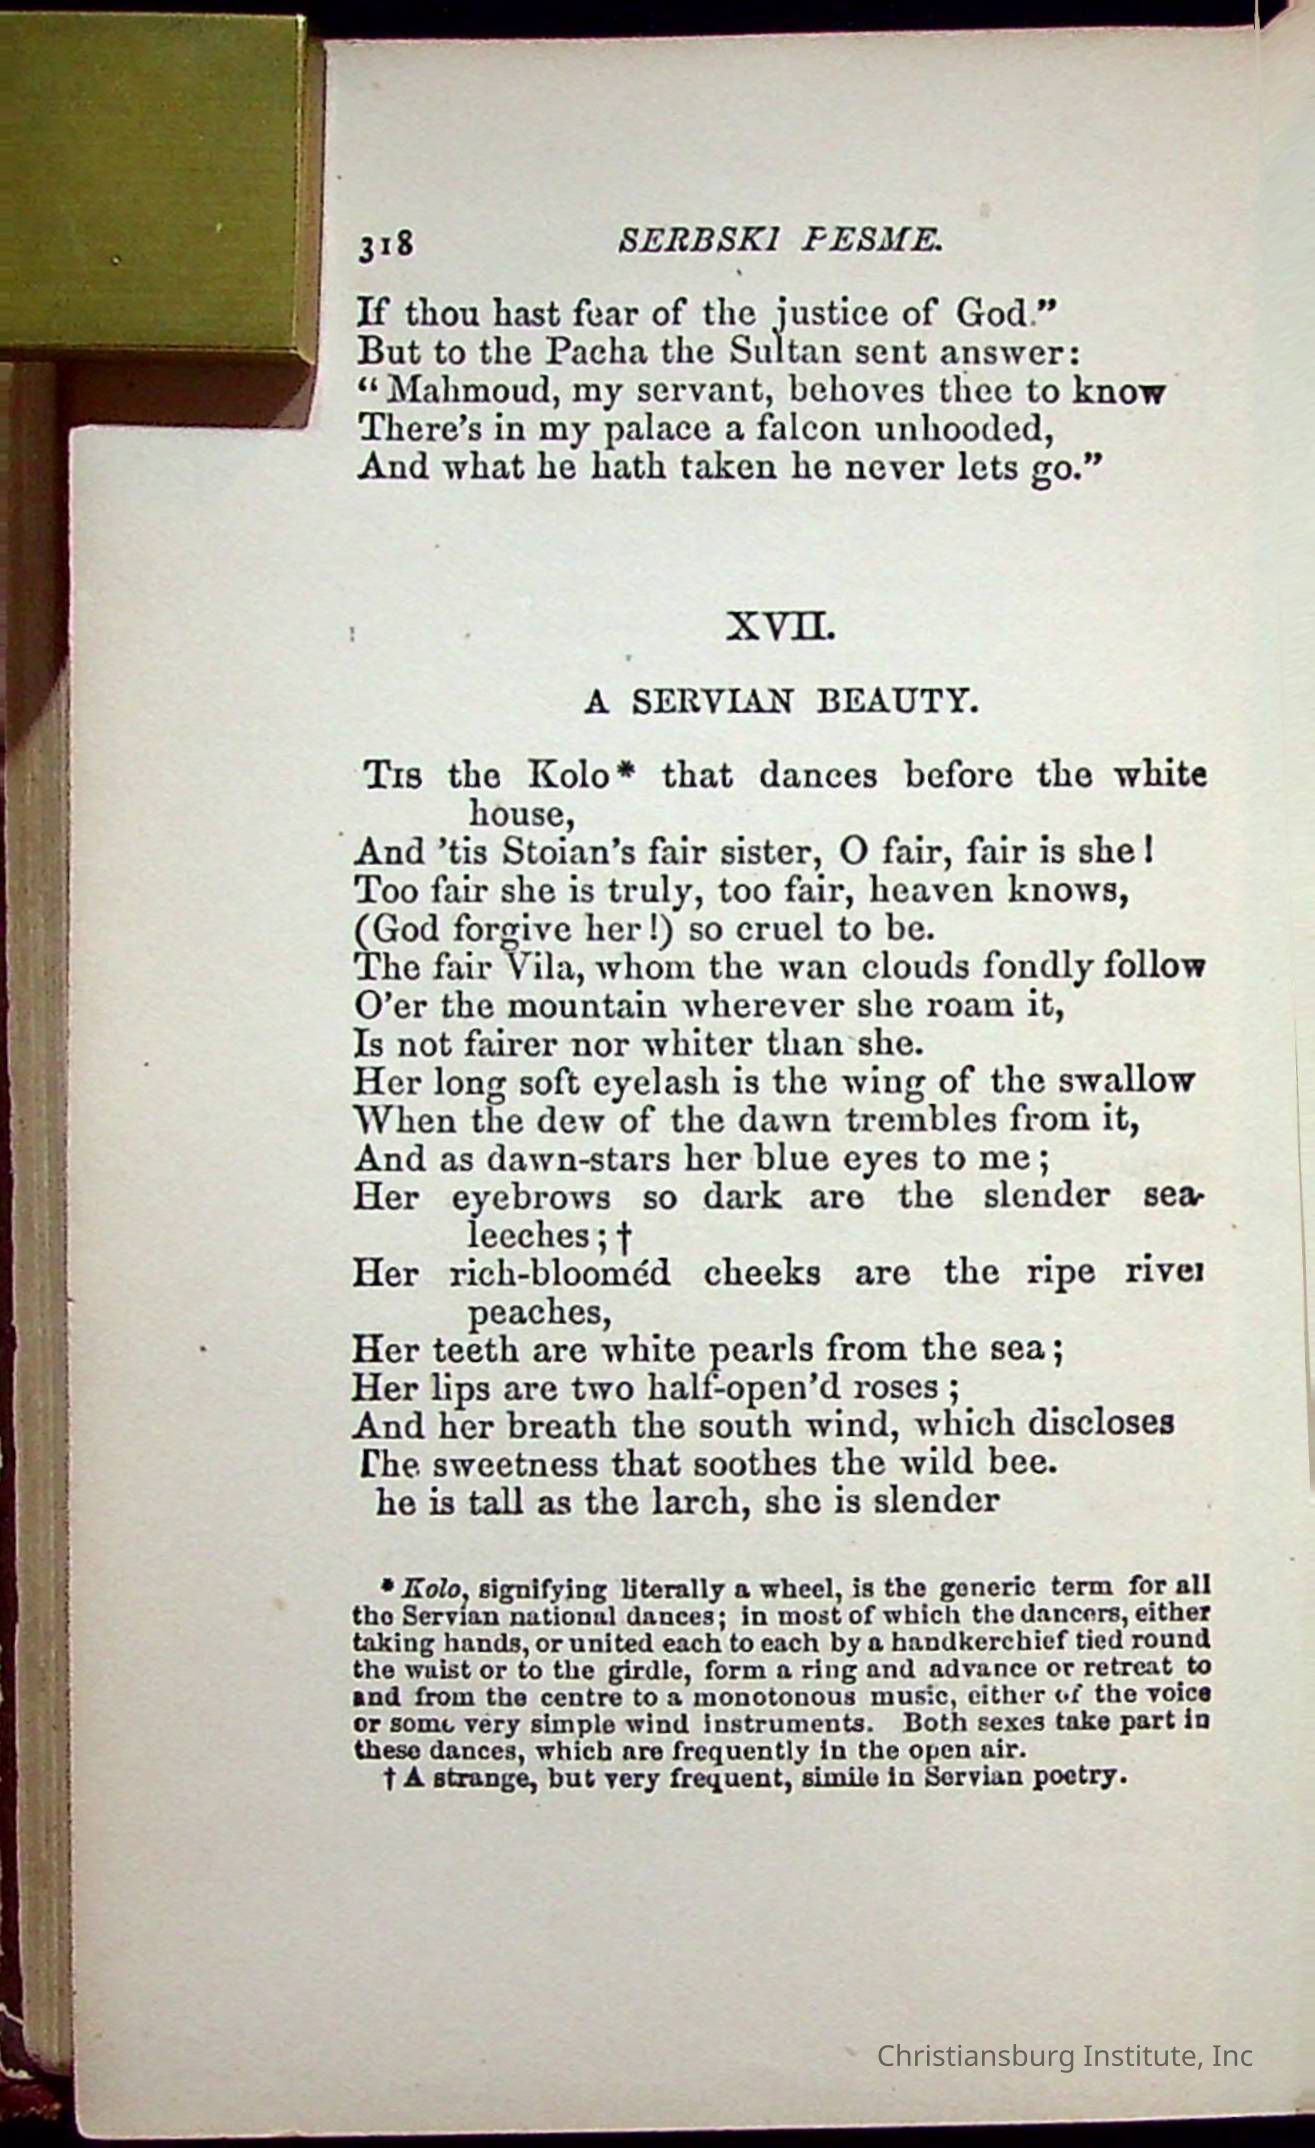 318 SERBSKI PESME.
If thou hast fear of the justice of God."
But to the Pacha the Sultan sent answer:
"Mahmoud, my servant, behoves thee to know
There's in my palace a falcon unhooded,
And what he hath taken he never lets go."
XVII.
A SERVIAN BEAUTY.
TIS the Kolo* that dances before the white
house,
And 'tis Stoian's fair sister, O fair, fair is she!
Too fair she is truly, too fair, heaven knows,
(God forgive her!) so cruel to be.
The fair Vila, whom the wan clouds fondly follow
O'er the mountain wherever she roam it,
Is not fairer nor whiter than she.
Her long soft eyelash is the wing of the swallow
When the dew of the dawn trembles from it,
And as dawn-stars her blue eyes to me;
Her eyebrows so dark are the slender sea-
leeches; †
Her rich-blooméd cheeks are the ripe river
peaches,
Her teeth are white pearls from the sea;
Her lips are two half-open'd roses;
And her breath the south wind, which discloses
The sweetness that soothes the wild bee.
he is tall as the larch, she is slender
* Kolo, signifying literally a wheel, is the generic term for all
the Servian national dances; in most of which the dancers, either
taking hands, or united each to each by a handkerchief tied round
the waist or to the girdle, form a ring and advance or retreat to
and from the centre to a monotonous music, either of the voice
or some very simple wind instruments. Both sexes take part in
these dances, which are frequently in the open air.
† A strange, but very frequent, simile in Servian poetry.
Christiansburg Institute, Inc